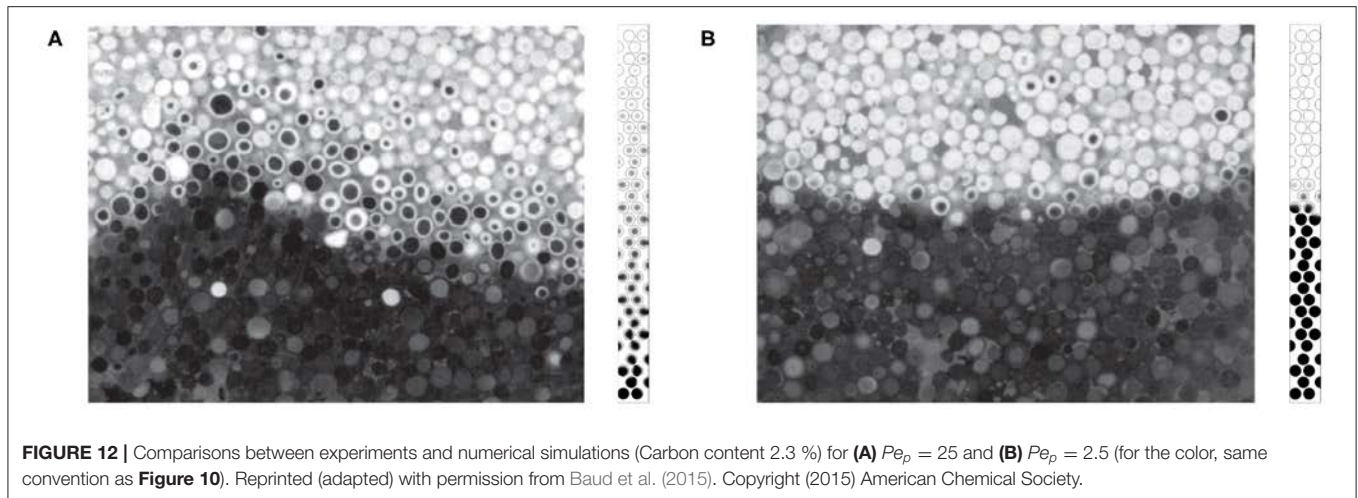 A
B
FIGURE 12 | Comparisons between experiments and numerical simulations (Carbon content 2.3 %) for (A) Pe_p = 25 and (B) Pe_p = 2.5 (for the color, same
convention as Figure 10). Reprinted (adapted) with permission from Baud et al. (2015). Copyright (2015) American Chemical Society.